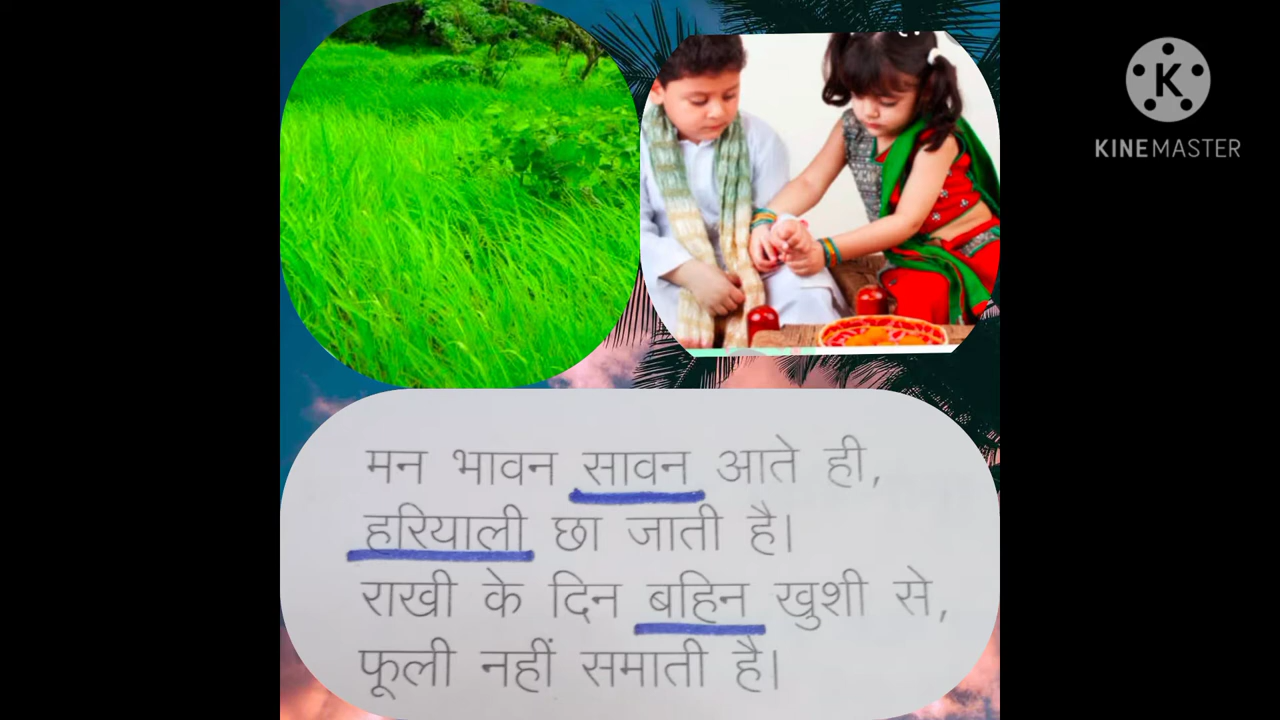 K
KINEMASTER
मन भावन सावन आते ही,
हरियाली छा जाती है।
राखी के दिन बहिन खुशी से,
फूली नहीं समाती है।